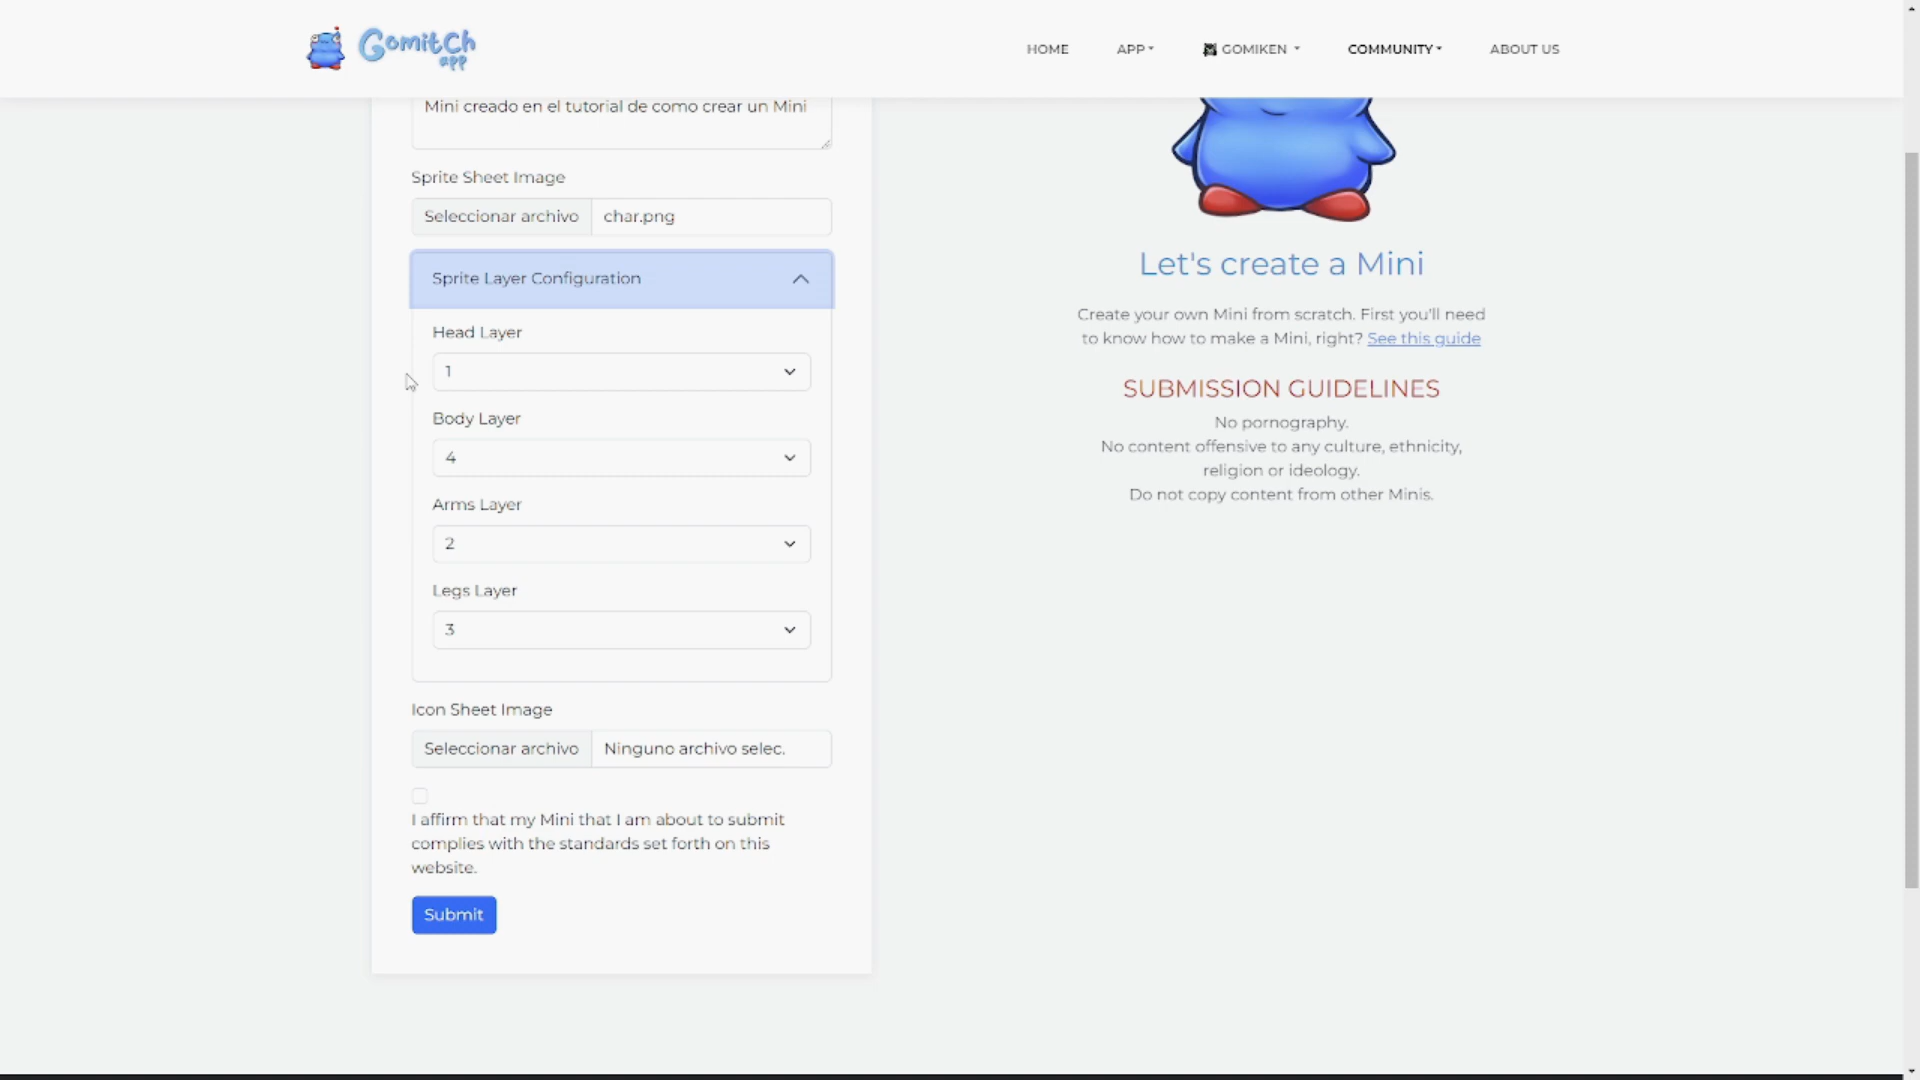 Gomitch app
HOME
APP
GOMIKEN
COMMUNITY
ABOUT US
Mini creado en el tutorial de como crear un Mini
Sprite Sheet Image
Seleccionar archivo
char.png
Sprite Layer Configuration
Head Layer
1
Body Layer
4
Arms Layer
2
Legs Layer
3
Icon Sheet Image
Seleccionar archivo
Ninguno archivo selec.
I affirm that my Mini that I am about to submit
complies with the standards set forth on this
website.
Submit
Let's create a Mini
Create your own Mini from scratch. First you'll need
to know how to make a Mini, right? See this guide
SUBMISSION GUIDELINES
No pornography.
No content offensive to any culture, ethnicity,
religion or ideology.
Do not copy content from other Minis.